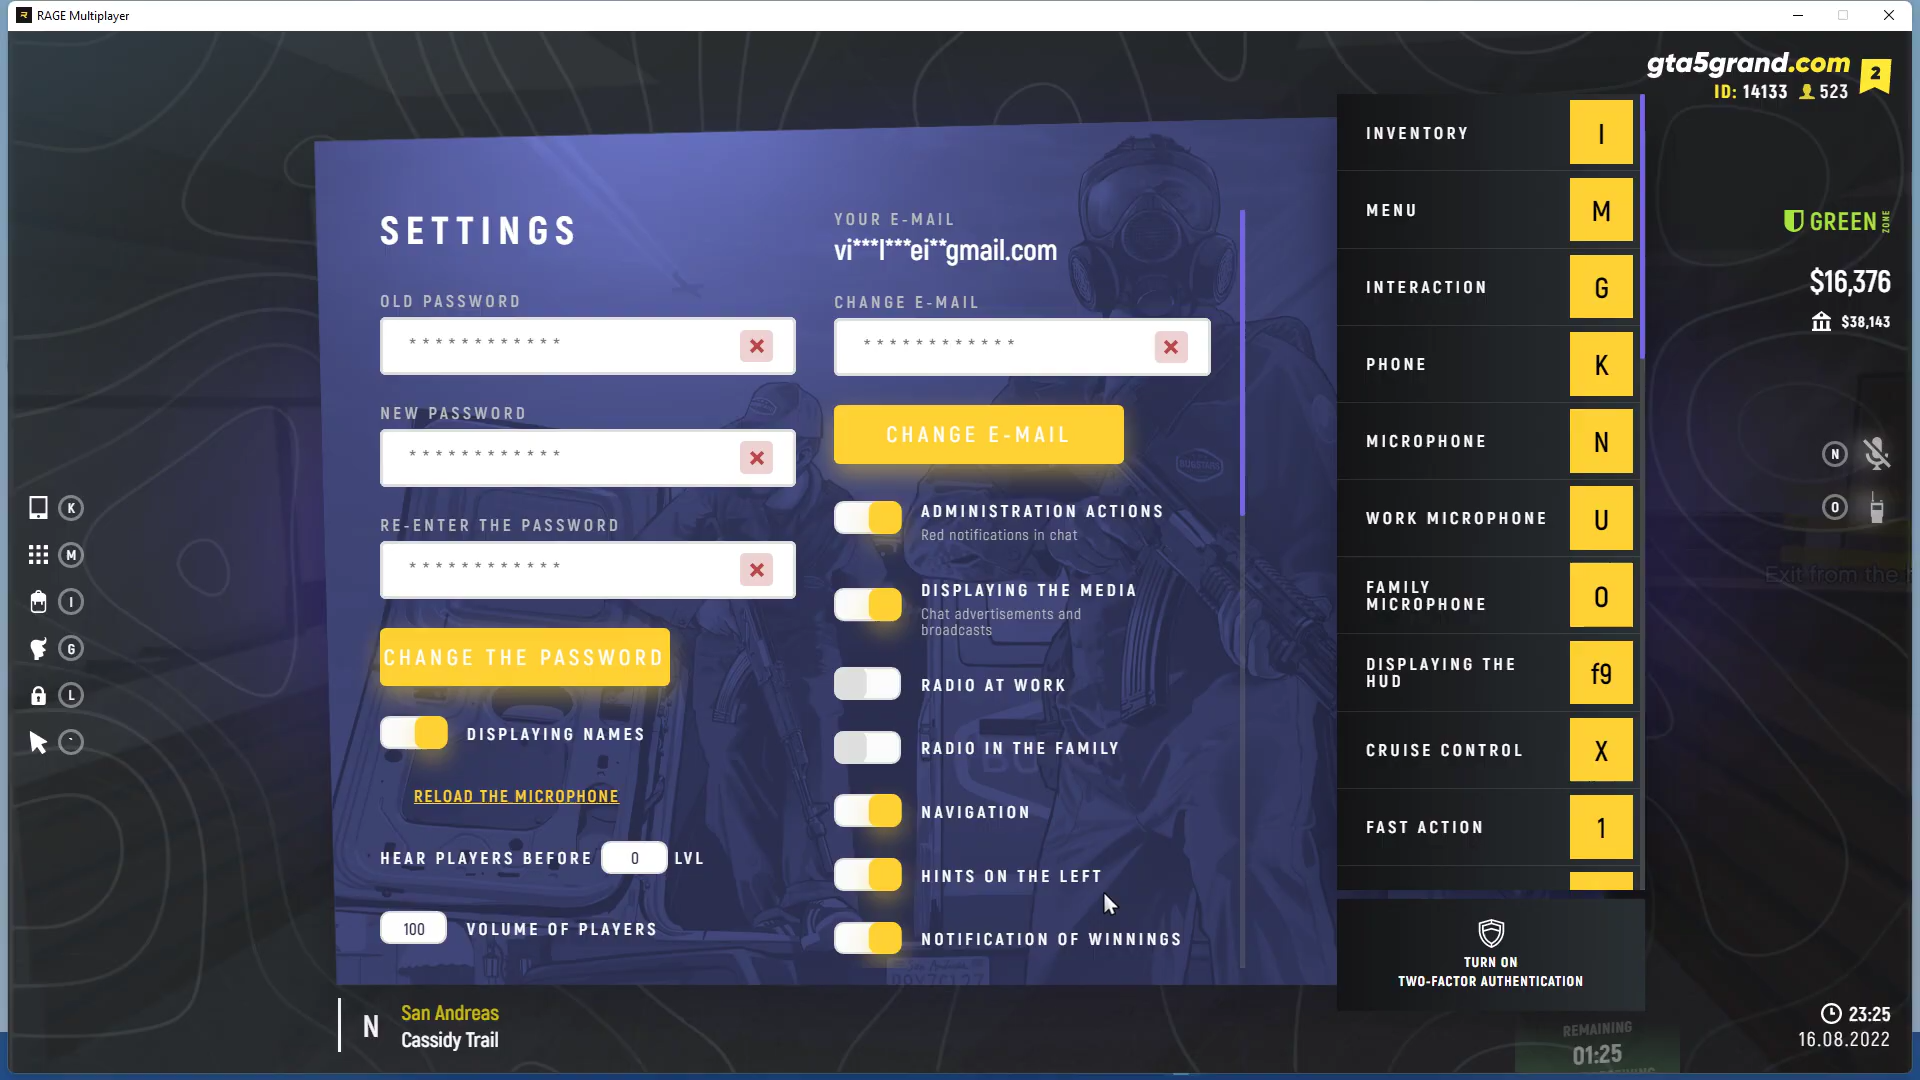 RAGE Multiplayer
gta5grand.com
2
ID: 14133 523
GREEN ZONE
$16,376
$38,143
N
O
SETTINGS
OLD PASSWORD
************
NEW PASSWORD
************
RE-ENTER THE PASSWORD
************
CHANGE THE PASSWORD
DISPLAYING NAMES
RELOAD THE MICROPHONE
HEAR PLAYERS BEFORE 0 LVL
100 VOLUME OF PLAYERS
YOUR E-MAIL
vi***l***ei**gmail.com
CHANGE E-MAIL
************
CHANGE E-MAIL
ADMINISTRATION ACTIONS
Red notifications in chat
DISPLAYING THE MEDIA
Chat advertisements and
broadcasts
RADIO AT WORK
RADIO IN THE FAMILY
NAVIGATION
HINTS ON THE LEFT
NOTIFICATION OF WINNINGS
INVENTORY I
MENU M
INTERACTION G
PHONE K
MICROPHONE N
WORK MICROPHONE U
FAMILY
MICROPHONE O
DISPLAYING THE
HUD f9
CRUISE CONTROL X
FAST ACTION 1
TURN ON
TWO-FACTOR AUTHENTICATION
K
M
I
G
L
`
Exit from the
N
San Andreas
Cassidy Trail
REMAINING
01:25
23:25
16.08.2022